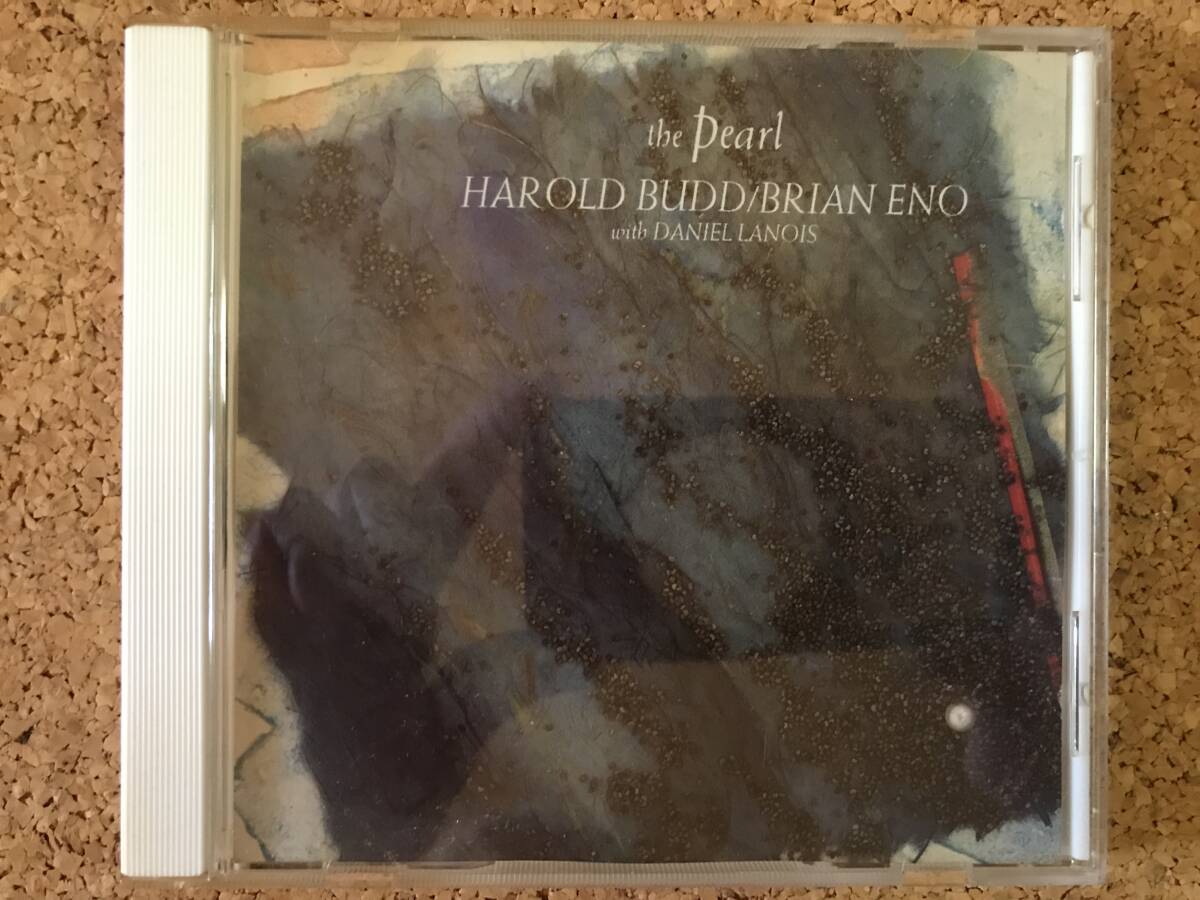 the Pearl
HAROLD BUDD/BRIAN ENO
with DANIEL LANOIS